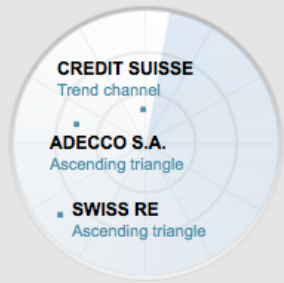 CREDIT SUISSE
Trend channel
ADECCO S.A.
Ascending triangle
SWISS RE
Ascending triangle